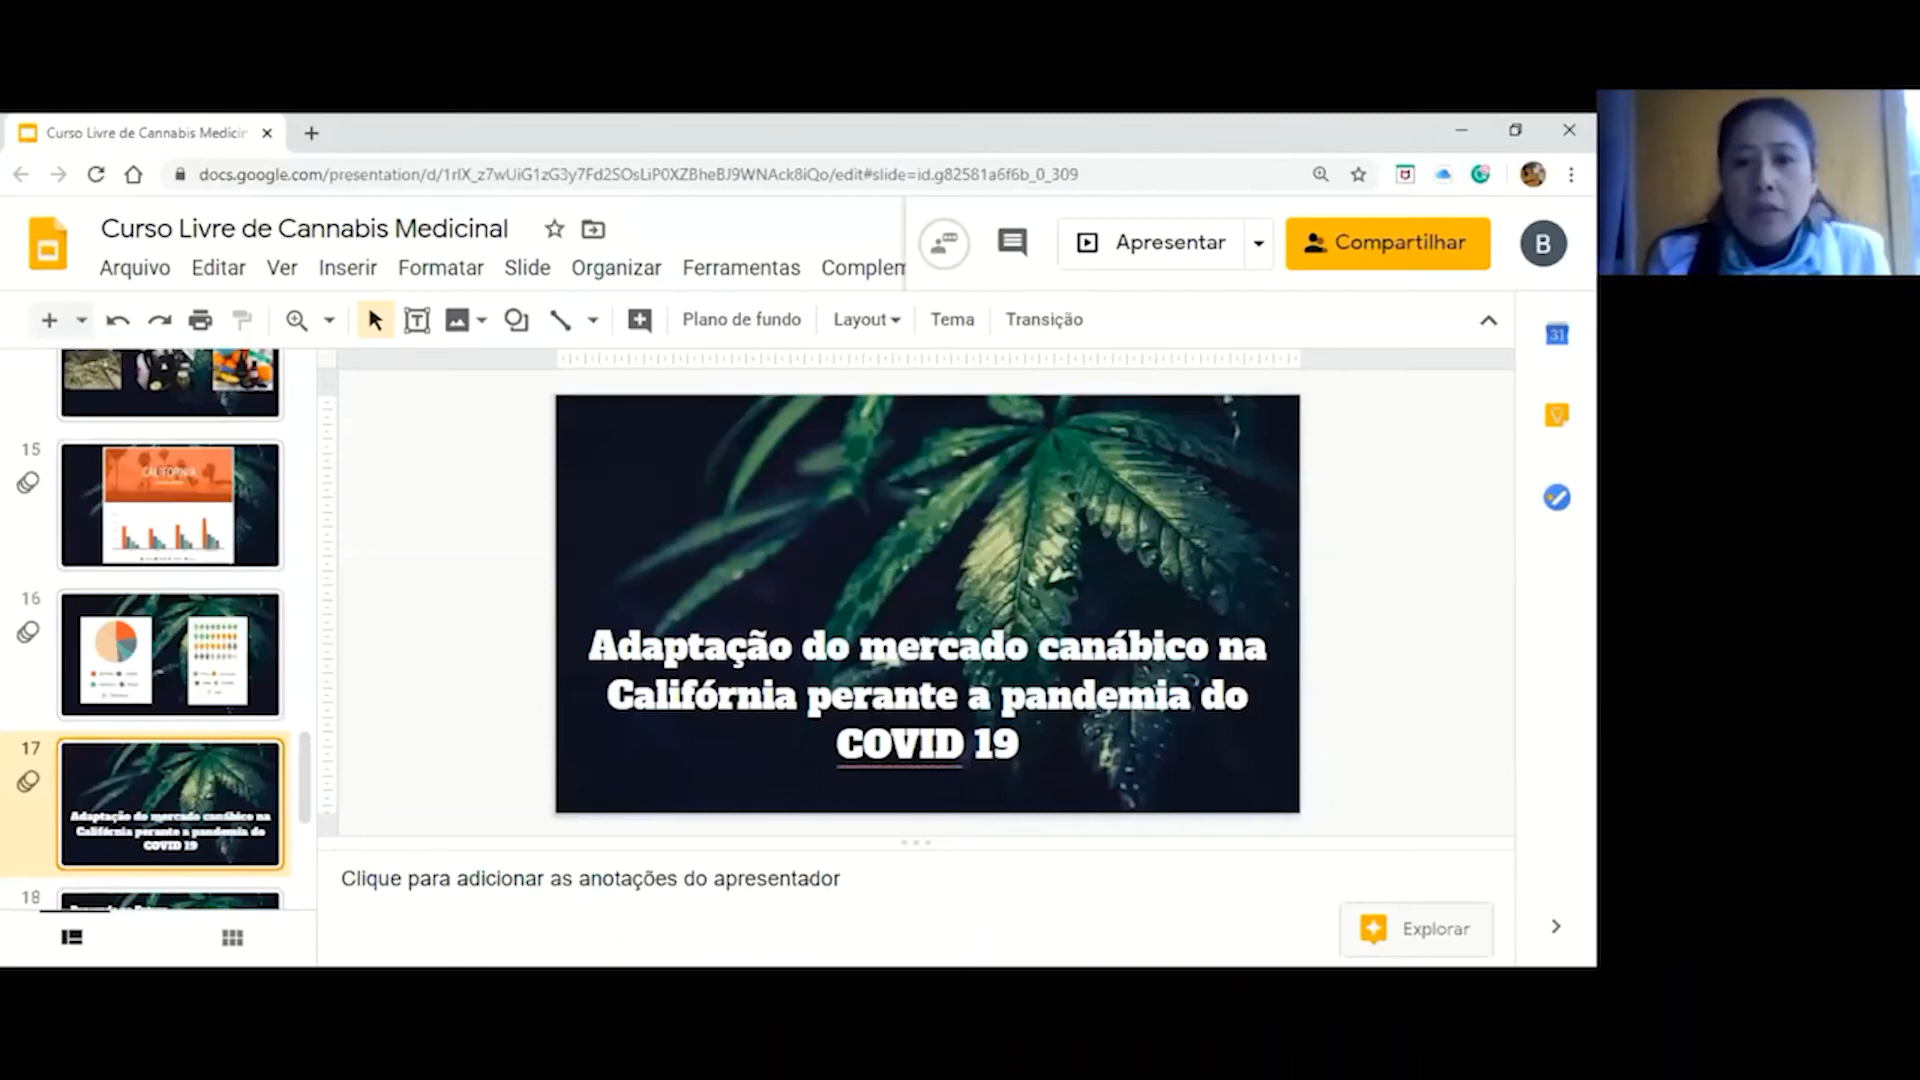 Curso Livre de Cannabis Medicin
docs.google.com/presentation/d/1rlX_z7wUiG1zG3y7Fd2SOsLiP0XZBheBJ9WNAck8iQo/edit#slide=id.g82581a6f6b_0_309
Curso Livre de Cannabis Medicinal
Apresentar
Compartilhar
B
Arquivo Editar Ver Inserir Formatar Slide Organizar Ferramentas Complem
Plano de fundo Layout Tema Transição
31
15
CALIFORNIA
16
17
Adaptação do mercado canábico na
Califórnia perante a pandemia do
COVID 19
18
Adaptação do mercado canábico na
Califórnia perante a pandemia do
COVID 19
Clique para adicionar as anotações do apresentador
Explorar